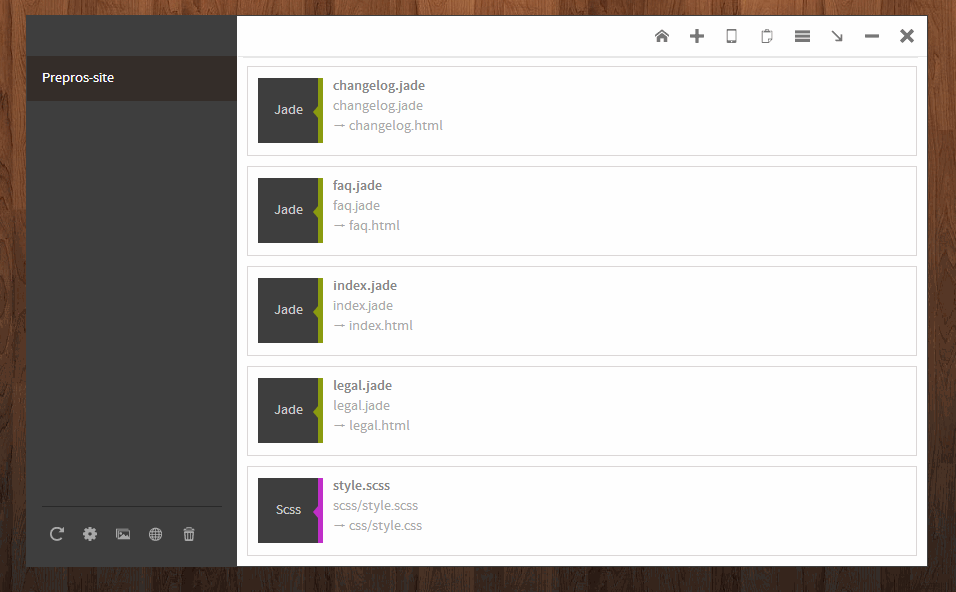 Prepros-site
Jade
changelog.jade
changelog.jade
→ changelog.html
Jade
faq.jade
faq.jade
→ faq.html
Jade
index.jade
index.jade
→ index.html
Jade
legal.jade
legal.jade
→ legal.html
Scss
style.scss
scss/style.scss
→ css/style.css